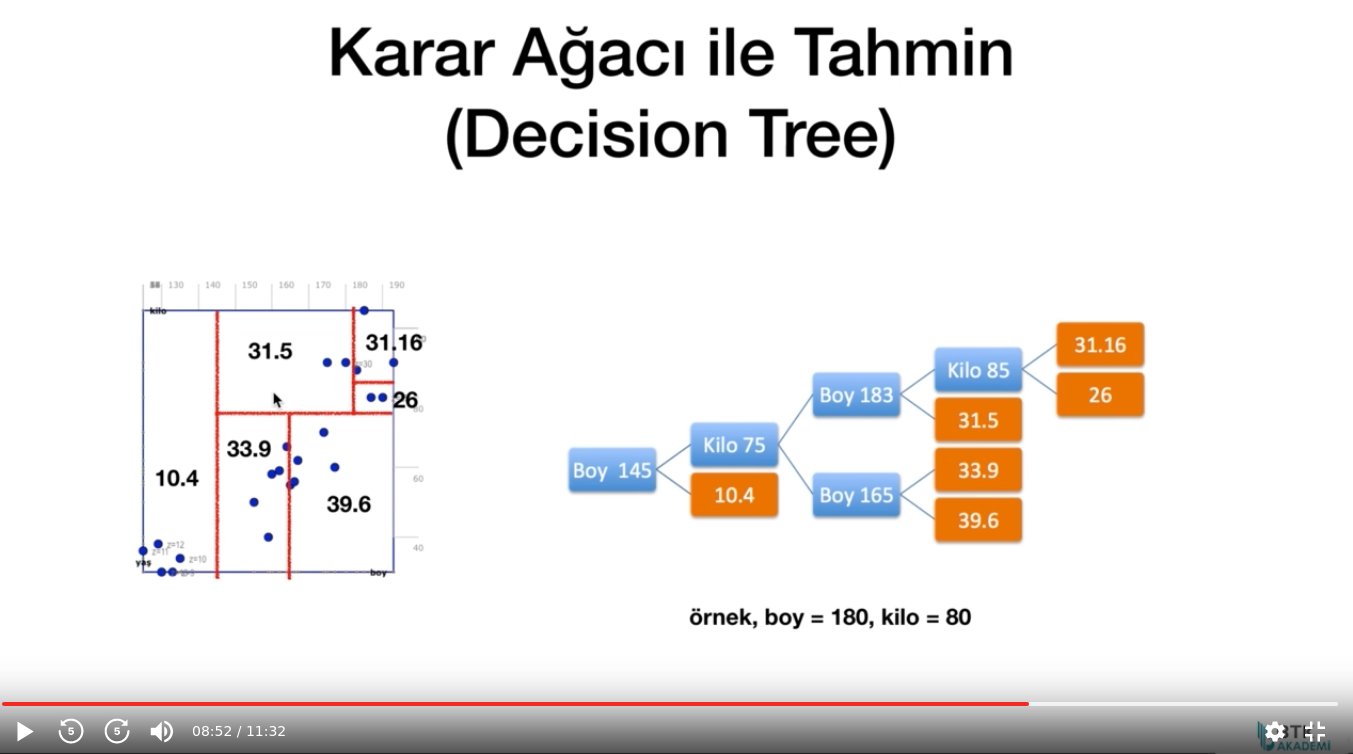 Karar Ağacı ile Tahmin
(Decision Tree)
130 140 150 160 170 180 190
kilo
31.5
31.16
z=30
26
80
33.9
10.4
60
39.6
z=12
40
z=11
z=10
yaş
boy
31.16
Kilo 85
26
Boy 183
31.5
Kilo 75
33.9
Boy 145
10.4
Boy 165
39.6
örnek, boy = 180, kilo = 80
5
5
08:52 / 11:32
BTK
AKADEMİ